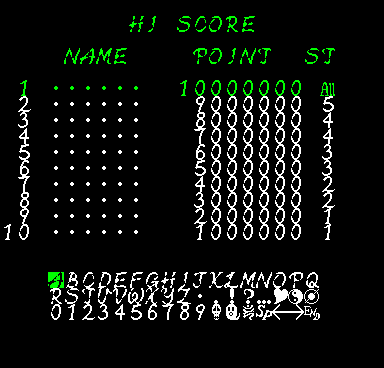 HI SCORE
NAME POINT ST
1 · · · · · · 10000000 All
2 · · · · · · 9000000 5
3 · · · · · · 8000000 4
4 · · · · · · 7000000 4
5 · · · · · · 6000000 3
6 · · · · · · 5000000 3
7 · · · · · · 4000000 2
8 · · · · · · 3000000 2
9 · · · · · · 2000000 1
10 · · · · · · 1000000 1
ABCDEFGHIJKLMNOPQ
RSTUVWXYZ・.!?…♥☯
0123456789 Sp ←→ End